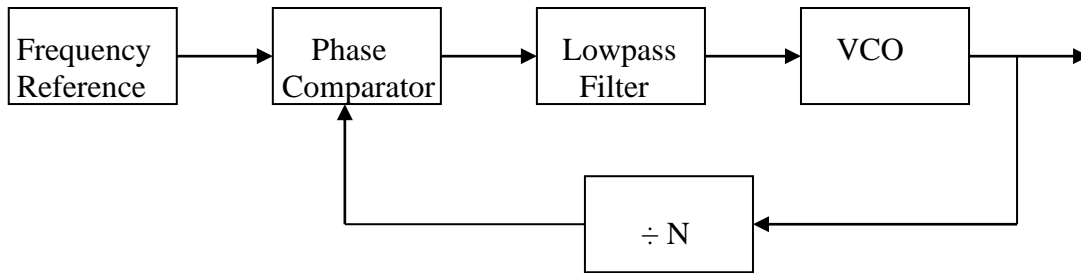 Frequency
Reference
Phase
Comparator
Lowpass
Filter
VCO
÷ N